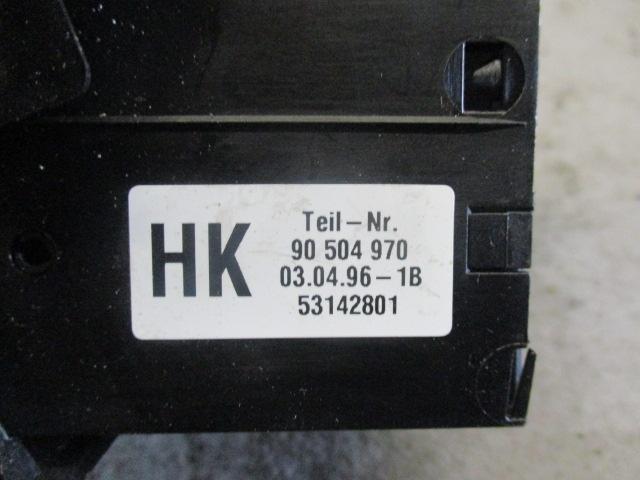 HK
Teil – Nr.
90 504 970
03.04.96 – 1B
53142801